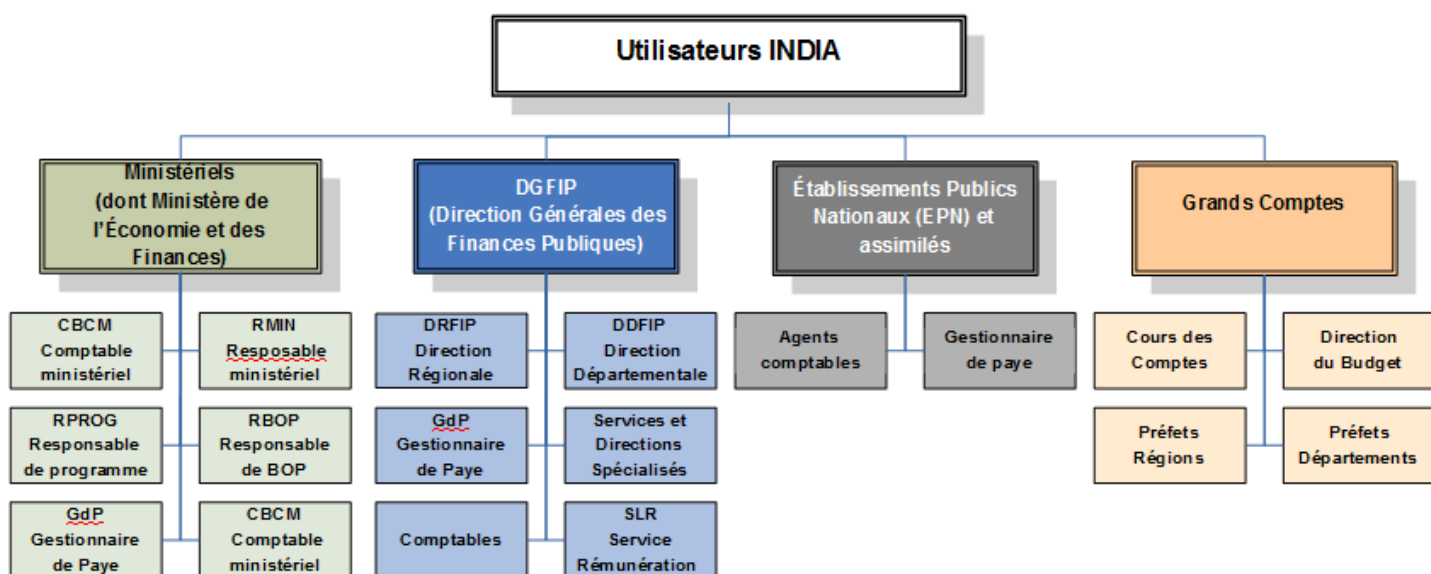 Utilisateurs INDIA
Ministériels
(dont Ministère de
l'Économie et des
Finances)
DGFIP
(Direction Générales des
Finances Publiques)
Établissements Publics
Nationaux (EPN) et
assimilés
Grands Comptes
CBCM
Comptable
ministériel
RMIN
Resposable
ministériel
DRFIP
Direction
Régionale
DDFIP
Direction
Départementale
Agents
comptables
Gestionnaire
de paye
Cours des
Comptes
Direction
du Budget
RPROG
Responsable
de programme
RBOP
Responsable
de BOP
GdP
Gestionnaire
de Paye
Services et
Directions
Spécialisés
Préfets
Régions
Préfets
Départements
GdP
Gestionnaire
de Paye
CBCM
Comptable
ministériel
Comptables
SLR
Service
Rémunération